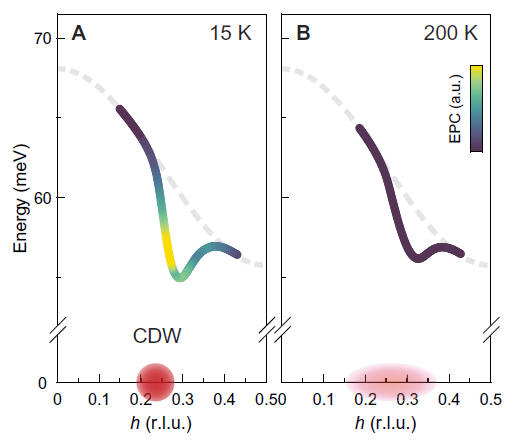 A 15 K
B 200 K
EPC (a.u.)
Energy (meV)
70
60
0
CDW
0 0.1 0.2 0.3 0.4 0.50 0.1 0.2 0.3 0.4 0.5
h (r.l.u.) h (r.l.u.)